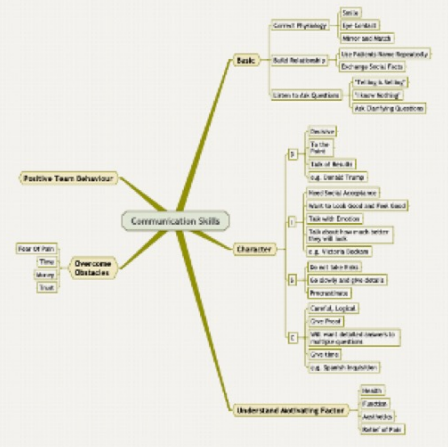 Smile
Eye Contact
Mirror and Match
Correct Physiology
Use Patients Name Repeatedly
Exchange Social Facts
Build Relationship
Basic
"Telling is Selling"
"I Know Nothing"
Ask Clarifying Questions
Listen to Ask Questions
Decisive
To the
Point
Talk of Results
e.g. Donald Trump
D
Need Social Acceptance
Want to Look Good and Feel Good
Talk with Emotion
Talk about how much better
they will look
e.g. Victoria Beckham
I
Character
Do not take Risks
Go slowly and give details
Procrastinate
S
Careful, Logical
Give Proof
Will want detailed answers to
multiple questions
Give time
e.g. Spanish Inquisition
C
Positive Team Behaviour
Communication Skills
Fear Of Pain
Time
Money
Trust
Overcome
Obstacles
Understand Motivating Factor
Health
Function
Aesthetics
Relief of Pain